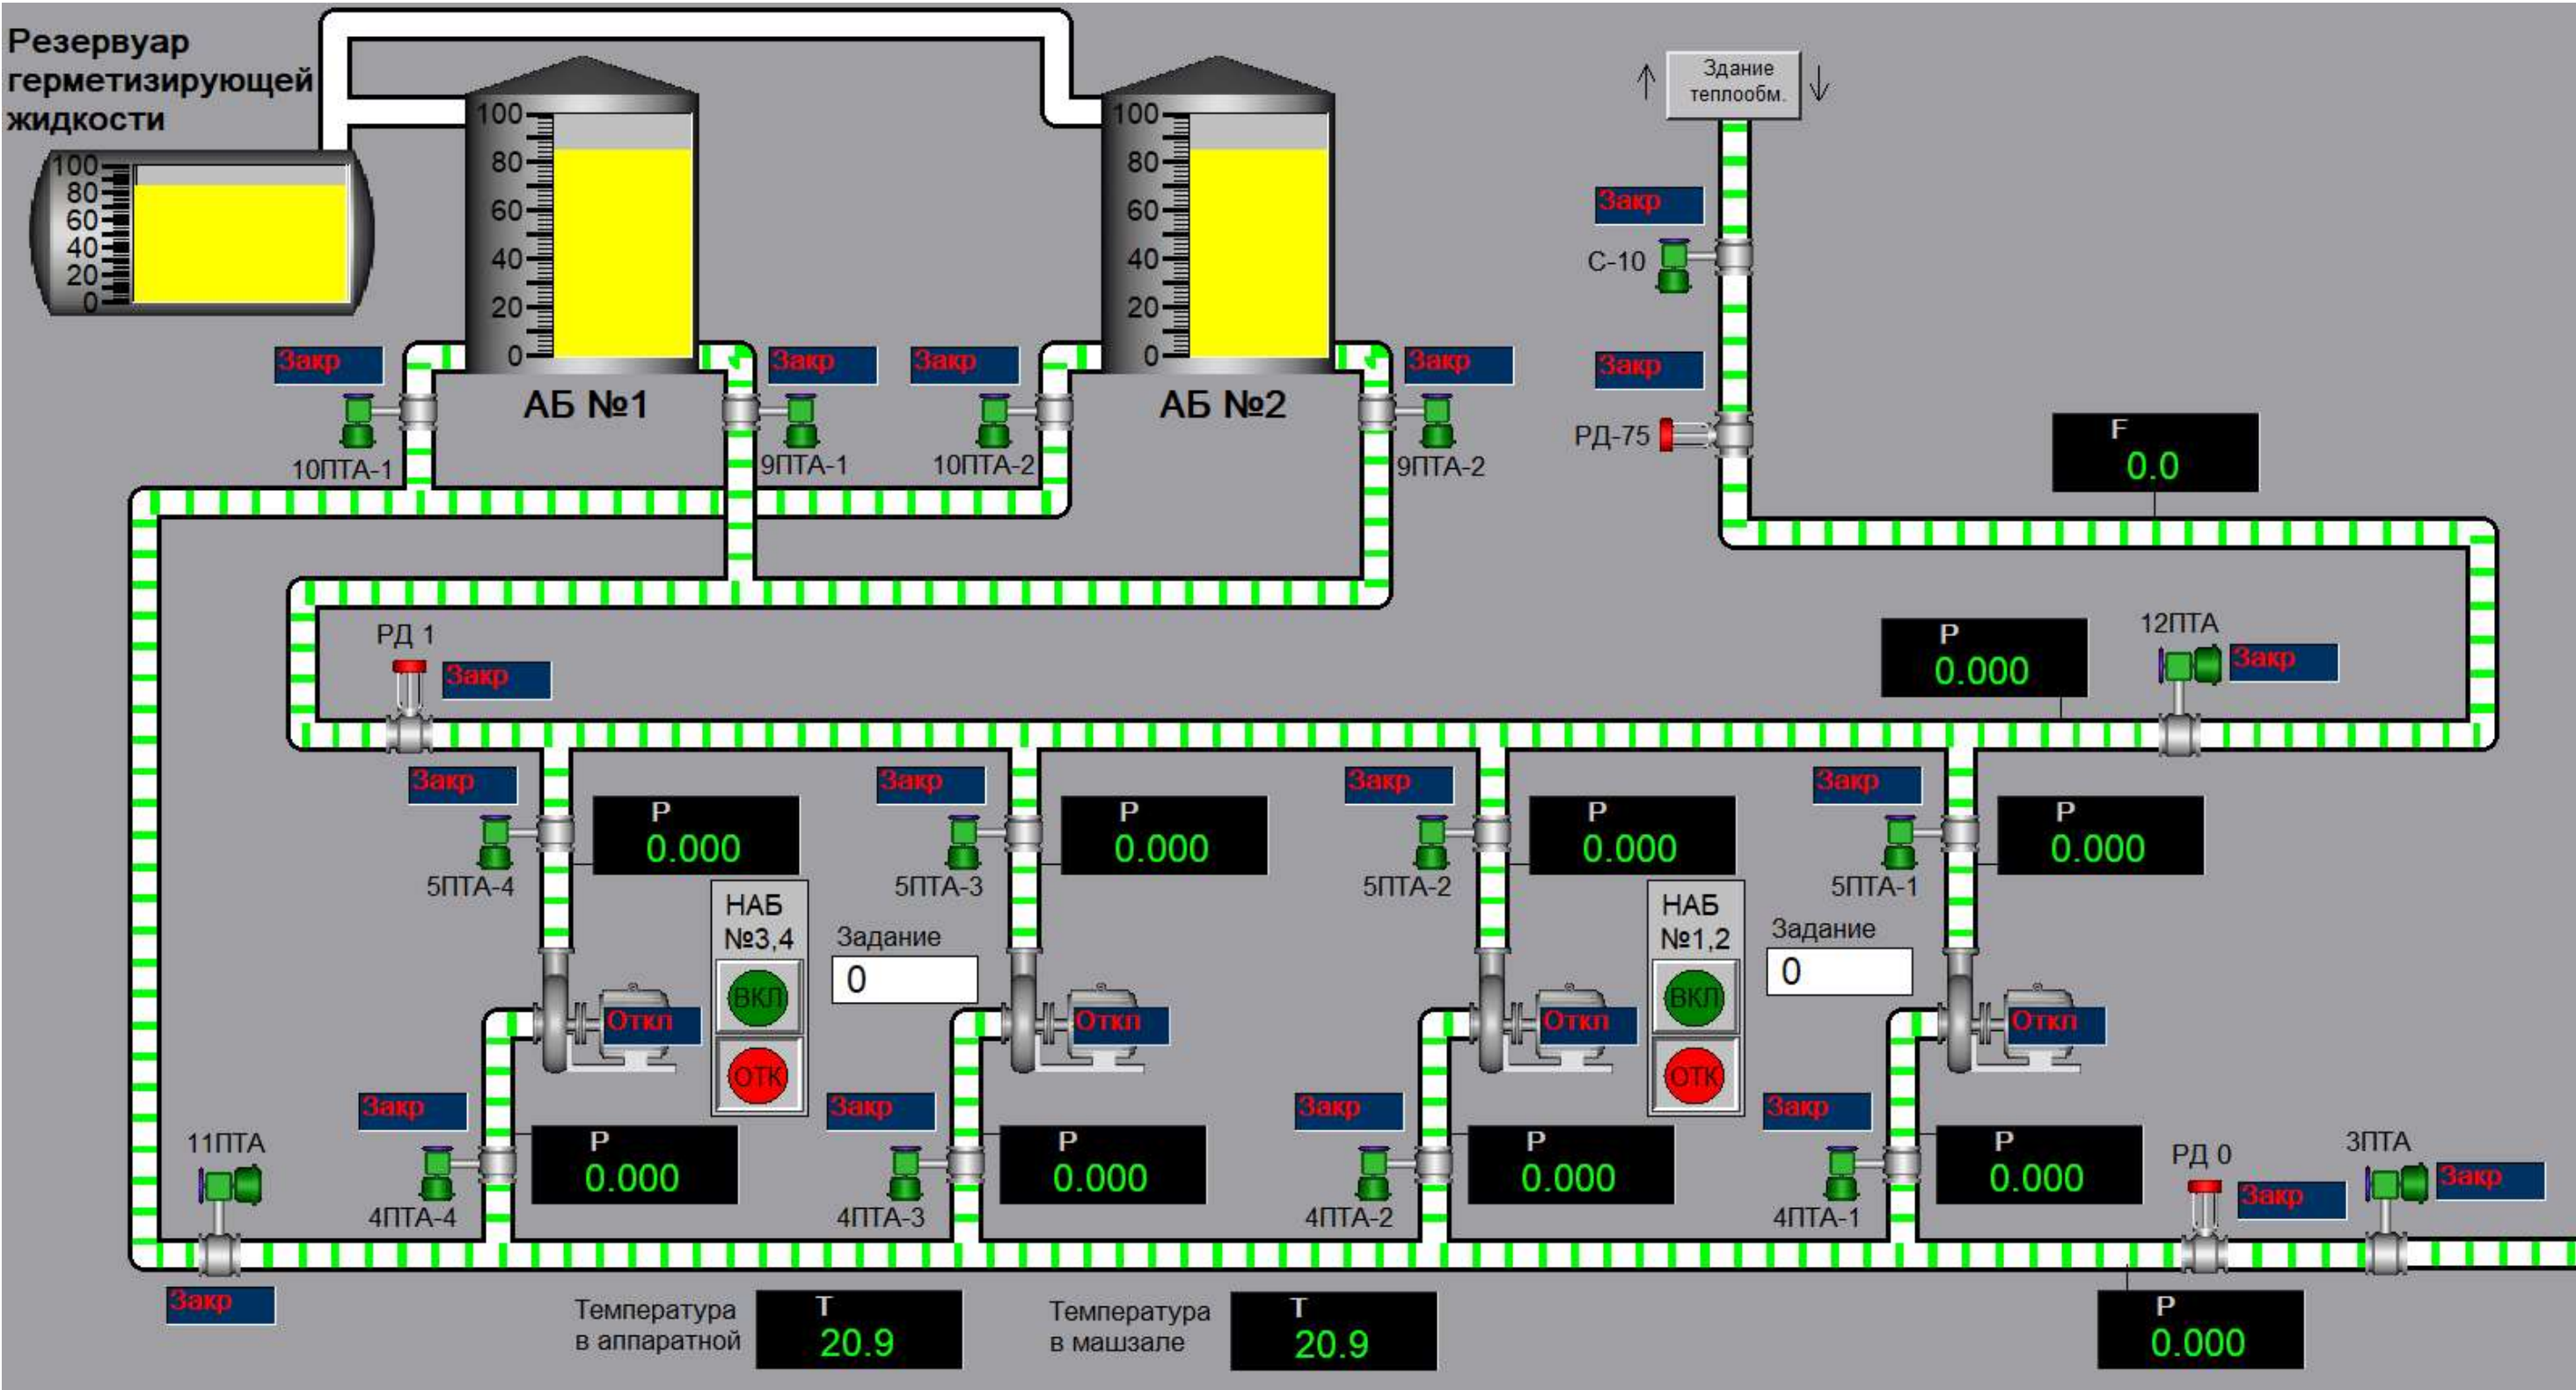 Резервуар
герметизирующей
жидкости
100
80
60
40
20
0
100
80
60
40
20
0
АБ №1
100
80
60
40
20
0
АБ №2
Здание
теплообм.
Закр
С-10
Закр
РД-75
F
0.0
Закр
10ПТА-1
Закр
9ПТА-1
Закр
10ПТА-2
Закр
9ПТА-2
РД 1
Закр
P
0.000
12ПТА
Закр
Закр
5ПТА-4
P
0.000
Закр
5ПТА-3
P
0.000
Закр
5ПТА-2
P
0.000
Закр
5ПТА-1
P
0.000
НАБ
№3,4
ВКЛ
ОТК
Задание
0
НАБ
№1,2
ВКЛ
ОТК
Задание
0
Откл
Откл
Откл
Откл
11ПТА
Закр
Закр
4ПТА-4
P
0.000
Закр
4ПТА-3
P
0.000
Закр
4ПТА-2
P
0.000
Закр
4ПТА-1
P
0.000
РД 0
Закр
3ПТА
Закр
Температура
в аппаратной
T
20.9
Температура
в машзале
T
20.9
P
0.000